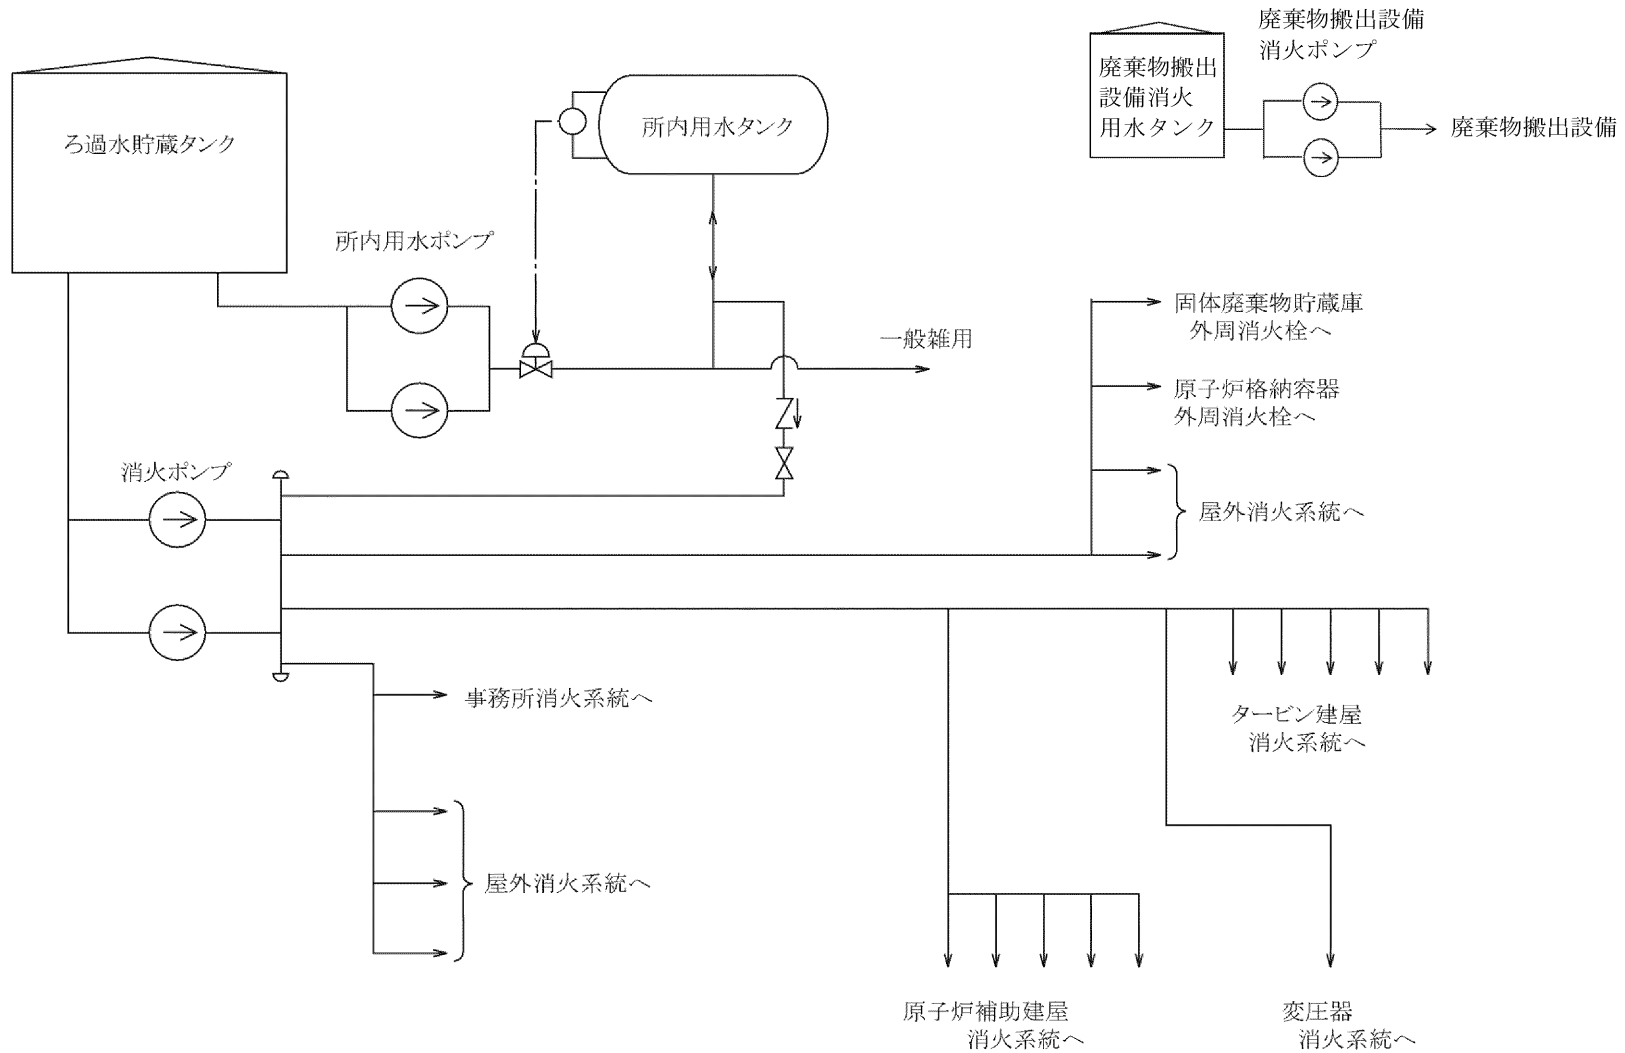 ろ過水貯蔵タンク
所内用水タンク
廃棄物搬出
設備消火
用水タンク
廃棄物搬出設備
消火ポンプ
廃棄物搬出設備
所内用水ポンプ
一般雑用
固体廃棄物貯蔵庫
外周消火栓へ
原子炉格納容器
外周消火栓へ
屋外消火系統へ
消火ポンプ
事務所消火系統へ
屋外消火系統へ
タービン建屋
消火系統へ
原子炉補助建屋
消火系統へ
変圧器
消火系統へ